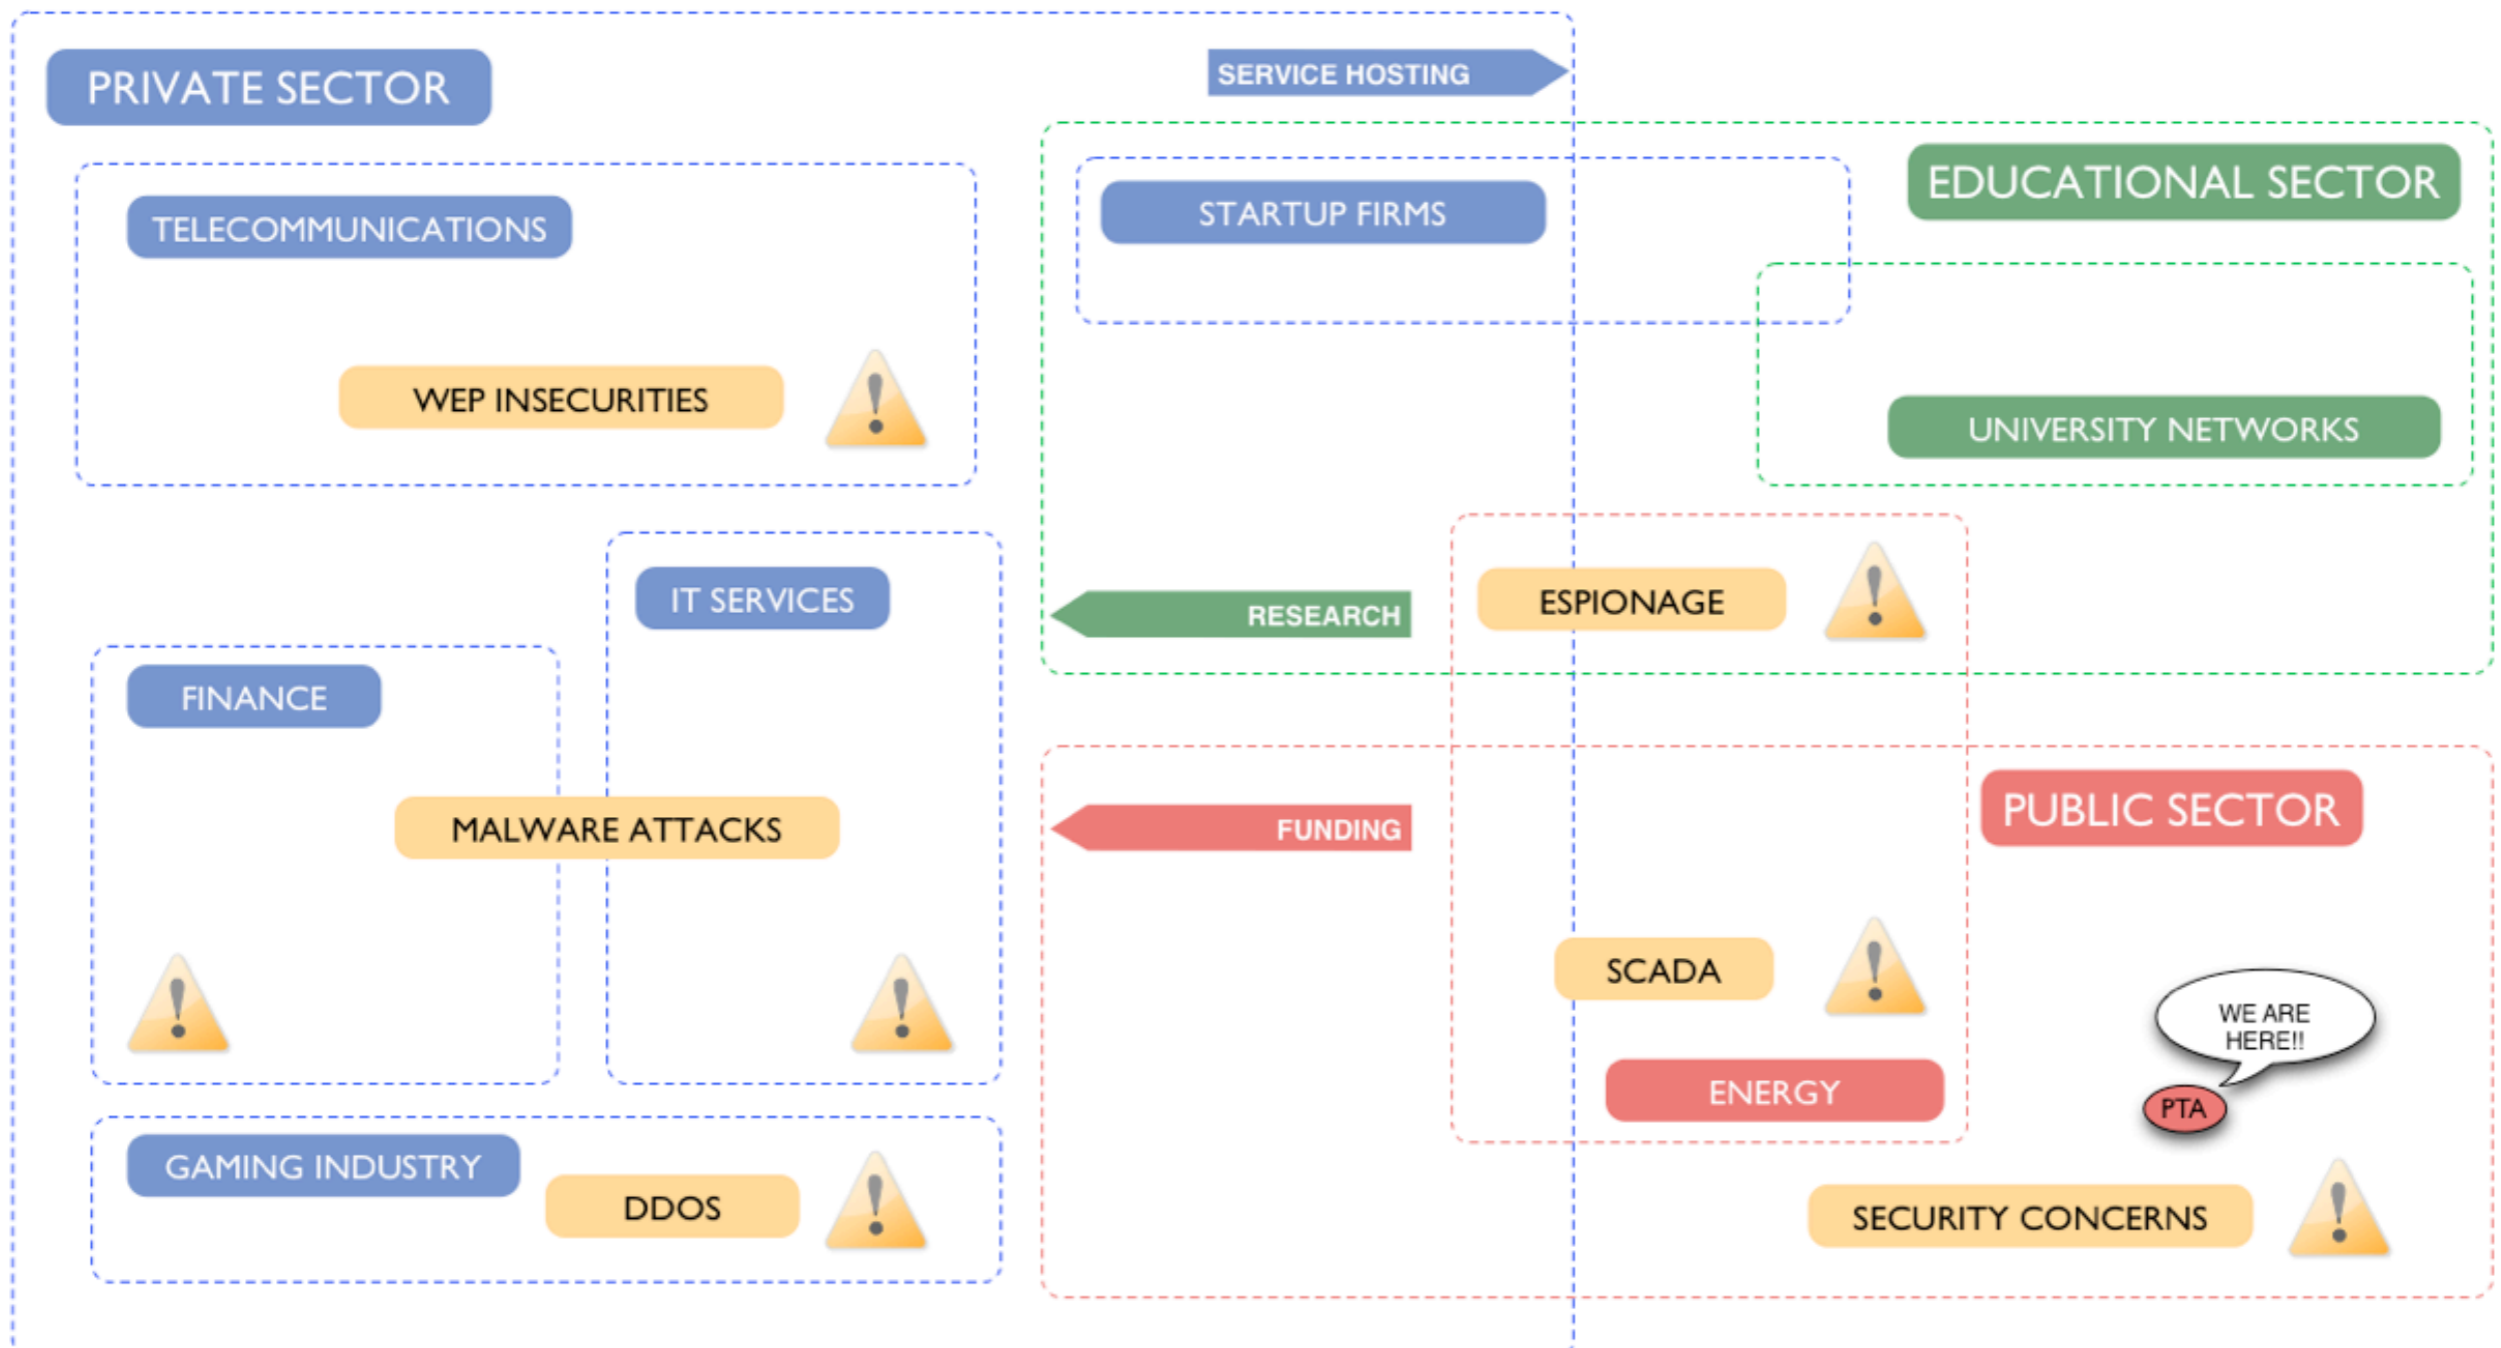 PRIVATE SECTOR
SERVICE HOSTING
EDUCATIONAL SECTOR
TELECOMMUNICATIONS
STARTUP FIRMS
WEP INSECURITIES
UNIVERSITY NETWORKS
IT SERVICES
RESEARCH
ESPIONAGE
FINANCE
MALWARE ATTACKS
FUNDING
PUBLIC SECTOR
SCADA
WE ARE
HERE!!
ENERGY
PTA
GAMING INDUSTRY
DDOS
SECURITY CONCERNS